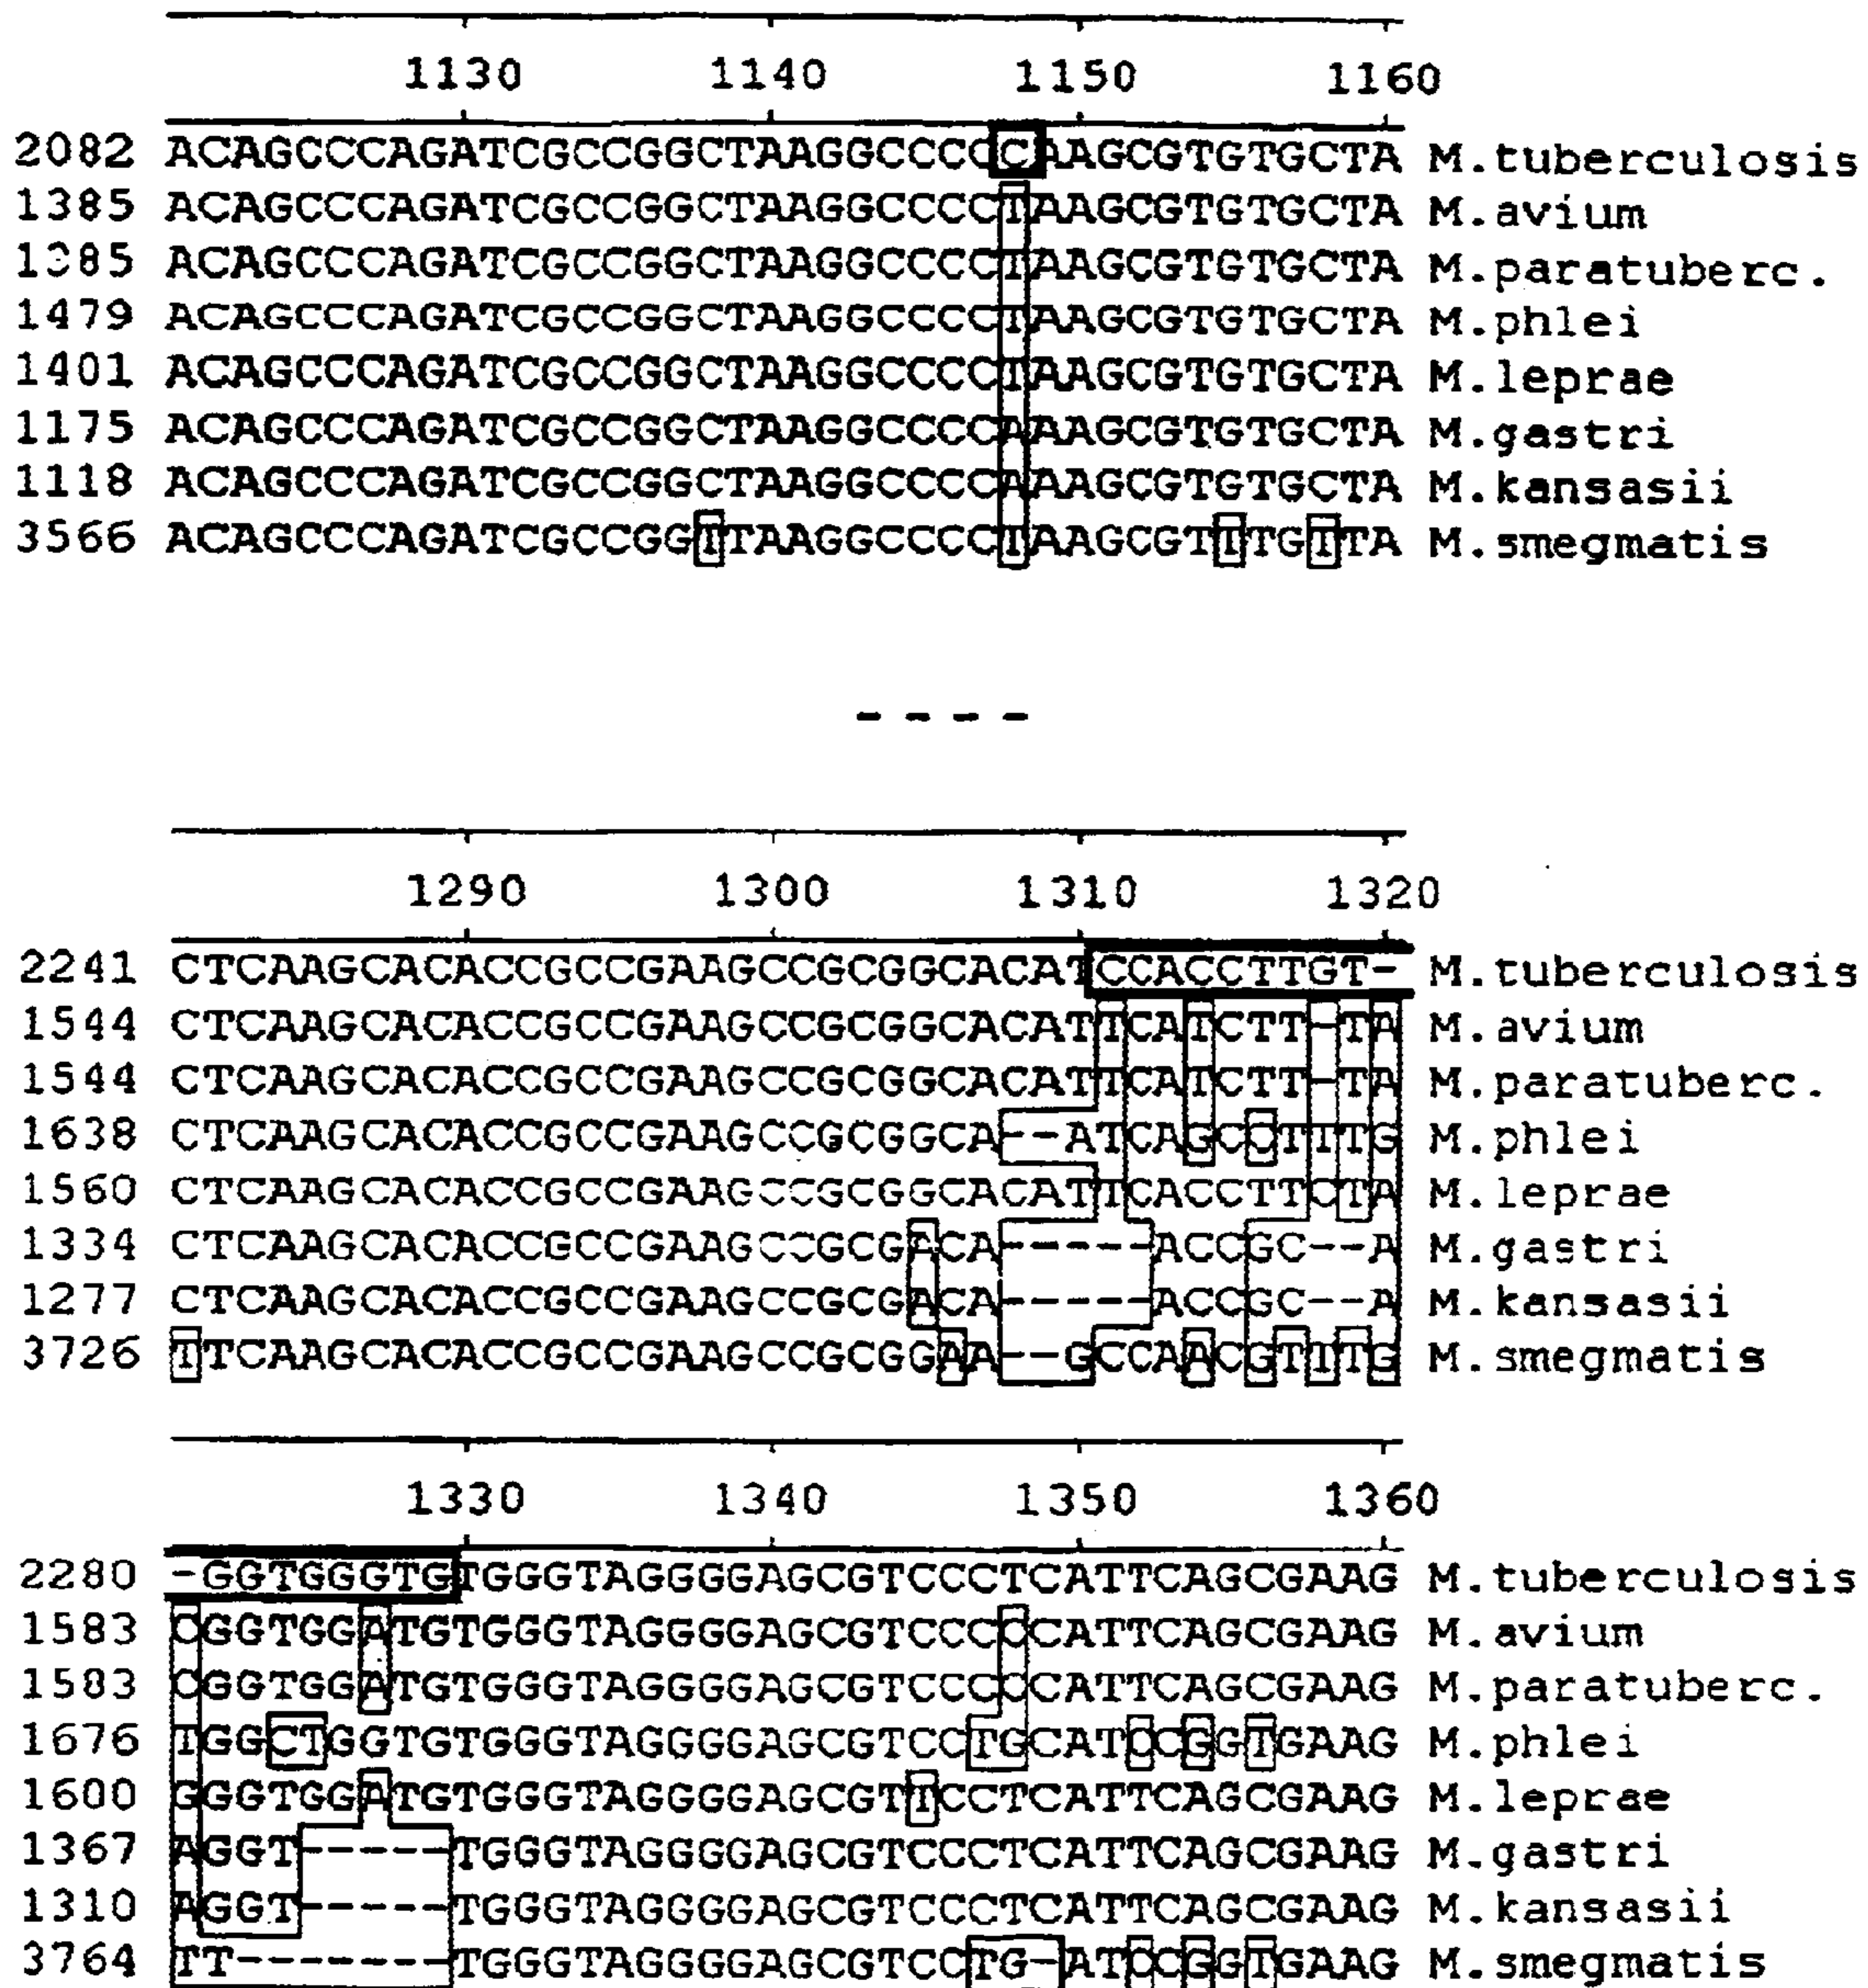 1130 1140 1150 1160
2082 ACAGCCCAGATCGCCGGCTAAGGCCCCCAAGCGTGTGCTA M.tuberculosis
1385 ACAGCCCAGATCGCCGGCTAAGGCCCCTAAGCGTGTGCTA M.avium
1385 ACAGCCCAGATCGCCGGCTAAGGCCCCTAAGCGTGTGCTA M.paratuberc.
1479 ACAGCCCAGATCGCCGGCTAAGGCCCCTAAGCGTGTGCTA M.phlei
1401 ACAGCCCAGATCGCCGGCTAAGGCCCCTAAGCGTGTGCTA M.leprae
1175 ACAGCCCAGATCGCCGGCTAAGGCCCCAAAGCGTGTGCTA M.gastri
1118 ACAGCCCAGATCGCCGGCTAAGGCCCCAAAGCGTGTGCTA M.kansasii
3566 ACAGCCCAGATCGCCGGTTAAGGCCCCTAAGCGTTTGTTA M.smegmatis
- - - -
1290 1300 1310 1320
2241 CTCAAGCACACCGCCGAAGCCGCGGCACATCCACCTTGT- M.tuberculosis
1544 CTCAAGCACACCGCCGAAGCCGCGGCACATTCATCTT-TA M.avium
1544 CTCAAGCACACCGCCGAAGCCGCGGCACATTCATCTT-TA M.paratuberc.
1638 CTCAAGCACACCGCCGAAGCCGCGGCA--ATCAGCCTTTG M.phlei
1560 CTCAAGCACACCGCCGAAGCCGCGGCACATTCACCTTCTA M.leprae
1334 CTCAAGCACACCGCCGAAGCCGCGACA-----ACCGC--A M.gastri
1277 CTCAAGCACACCGCCGAAGCCGCGACA-----ACCGC--A M.kansasii
3726 TTCAAGCACACCGCCGAAGCCGCGGAA--GCCAACGTTTG M.smegmatis
1330 1340 1350 1360
2280 -GGTGGGTGTGGGTAGGGGAGCGTCCCTCATTCAGCGAAG M.tuberculosis
1583 CGGTGGATGTGGGTAGGGGAGCGTCCCCCATTCAGCGAAG M.avium
1583 CGGTGGATGTGGGTAGGGGAGCGTCCCCCATTCAGCGAAG M.paratuberc.
1676 TGGCTGGTGTGGGTAGGGGAGCGTCCTGCATCCGGTGAAG M.phlei
1600 GGGTGGATGTGGGTAGGGGAGCGTTCCTCATTCAGCGAAG M.leprae
1367 AGGT-----TGGGTAGGGGAGCGTCCCTCATTCAGCGAAG M.gastri
1310 AGGT-----TGGGTAGGGGAGCGTCCCTCATTCAGCGAAG M.kansasii
3764 TT-------TGGGTAGGGGAGCGTCCTG-ATCCGGTGAAG M.smegmatis